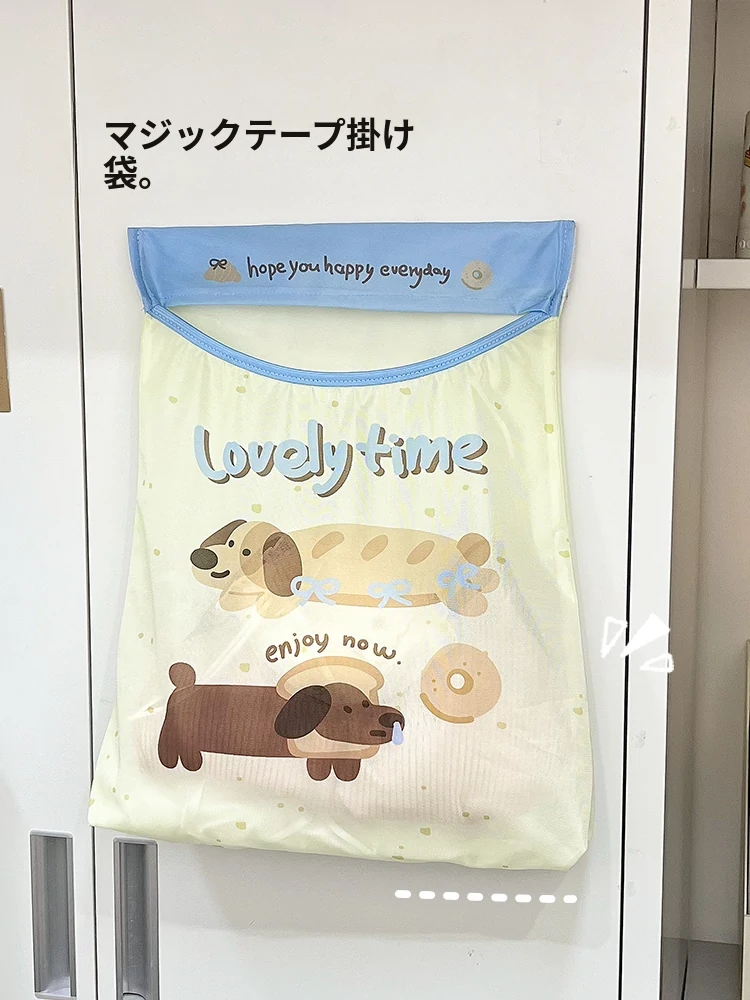 マジックテープ掛け
袋。
hope you happy everyday
Lovely time
enjoy now.